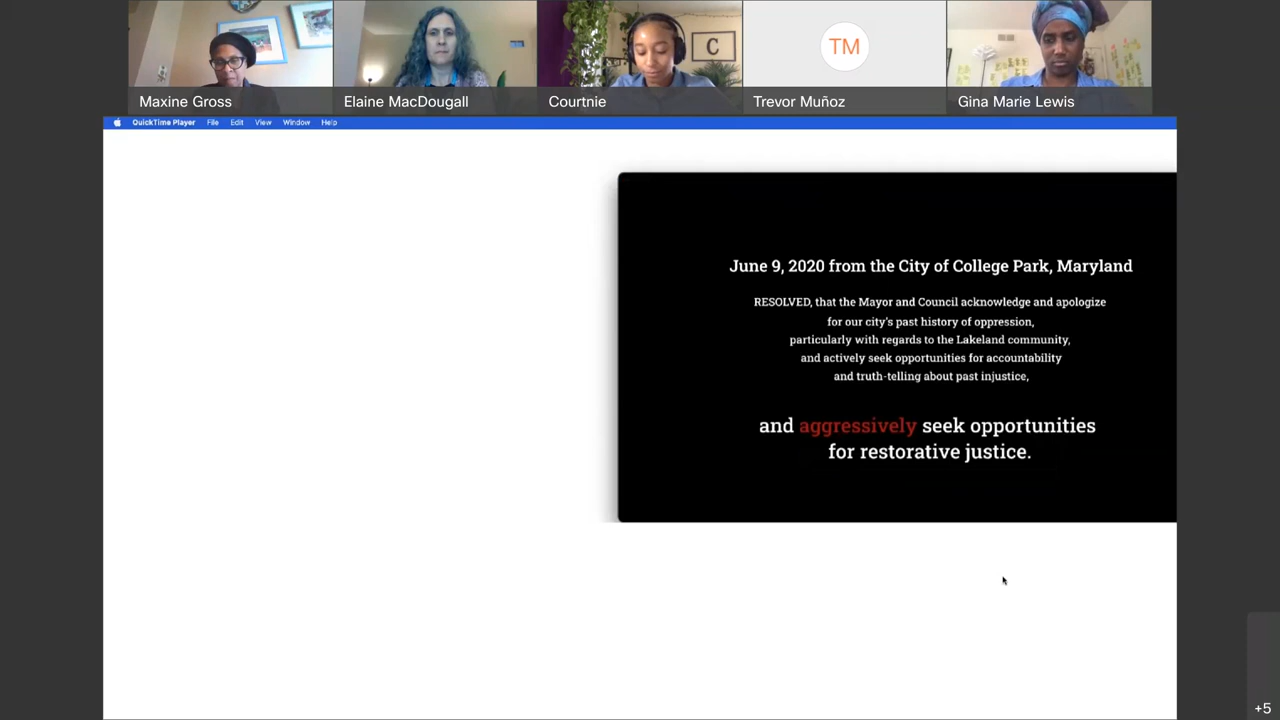 C
TM
Maxine Gross
Elaine MacDougall
Courtnie
Trevor Muñoz
Gina Marie Lewis
QuickTime Player File Edit View Window Help
June 9, 2020 from the City of College Park, Maryland
RESOLVED, that the Mayor and Council acknowledge and apologize
for our city's past history of oppression,
particularly with regards to the Lakeland community,
and actively seek opportunities for accountability
and truth-telling about past injustice,
and aggressively seek opportunities
for restorative justice.
+5